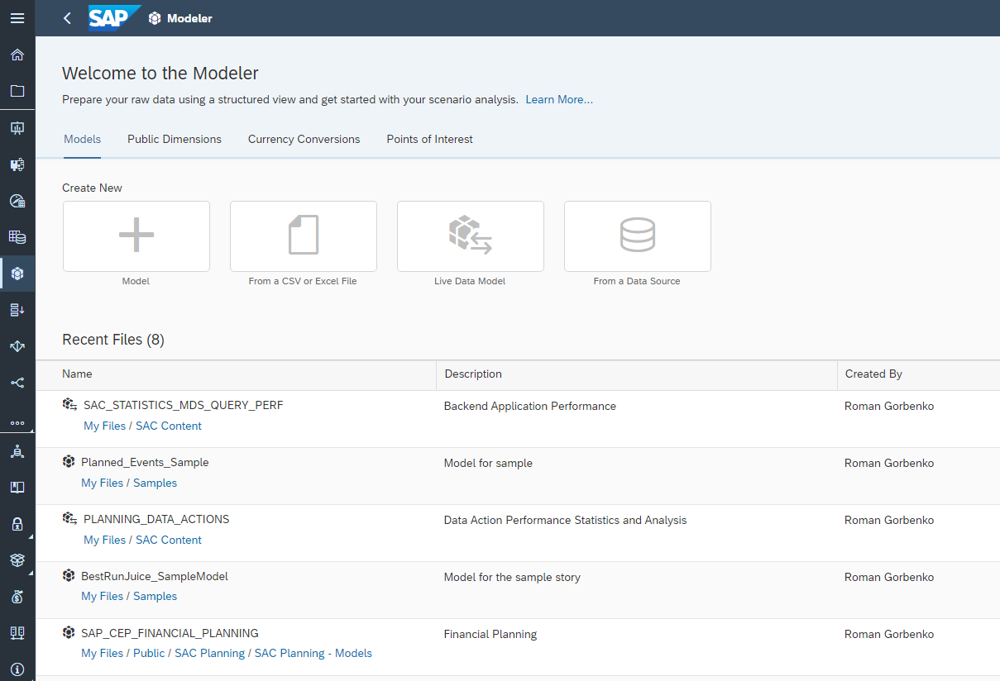 SAP Modeler
Welcome to the Modeler
Prepare your raw data using a structured view and get started with your scenario analysis. Learn More...
Models Public Dimensions Currency Conversions Points of Interest
Create New
Model From a CSV or Excel File Live Data Model From a Data Source
Recent Files (8)
Name Description Created By
SAC_STATISTICS_MDS_QUERY_PERF Backend Application Performance Roman Gorbenko
My Files / SAC Content
Planned_Events_Sample Model for sample Roman Gorbenko
My Files / Samples
PLANNING_DATA_ACTIONS Data Action Performance Statistics and Analysis Roman Gorbenko
My Files / SAC Content
BestRunJuice_SampleModel Model for the sample story Roman Gorbenko
My Files / Samples
SAP_CEP_FINANCIAL_PLANNING Financial Planning Roman Gorbenko
My Files / Public / SAC Planning / SAC Planning - Models